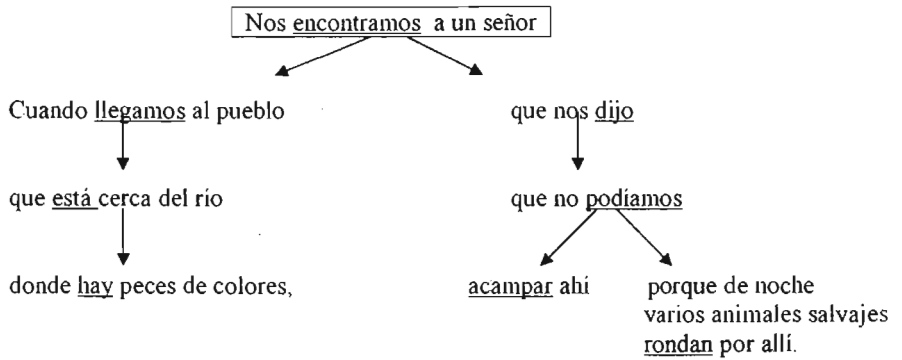 Nos encontramos a un señor
Cuando llegamos al pueblo
que nos dijo
que está cerca del río
que no podíamos
donde hay peces de colores,
acampar ahí
porque de noche
varios animales salvajes
rondan por allí.